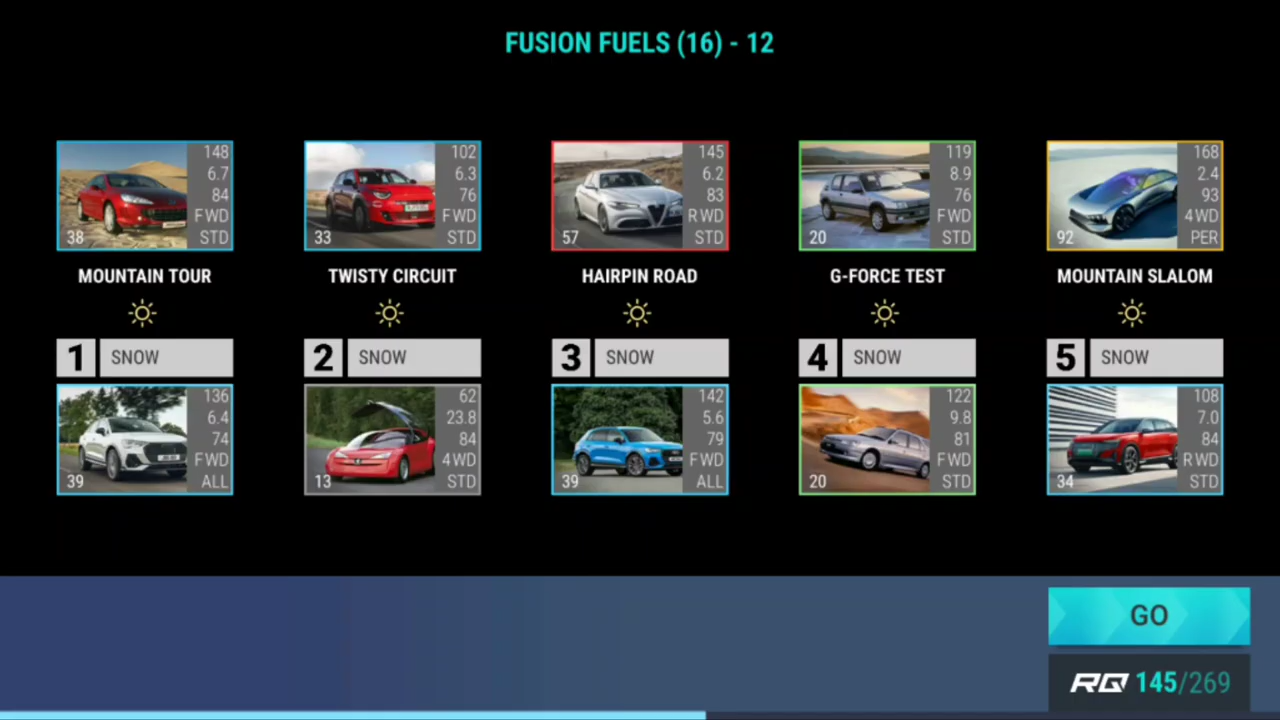 FUSION FUELS (16) - 12
148
6.7
84
FWD
38 STD
102
6.3
76
FWD
33 STD
145
6.2
83
RWD
57 STD
119
8.9
76
FWD
20 STD
168
2.4
93
4WD
92 PER
MOUNTAIN TOUR
TWISTY CIRCUIT
HAIRPIN ROAD
G-FORCE TEST
MOUNTAIN SLALOM
1 SNOW
2 SNOW
3 SNOW
4 SNOW
5 SNOW
136
6.4
74
FWD
39 ALL
62
23.8
84
4WD
13 STD
142
5.6
79
FWD
39 ALL
122
9.8
81
FWD
20 STD
108
7.0
84
RWD
34 STD
GO
RQ 145/269